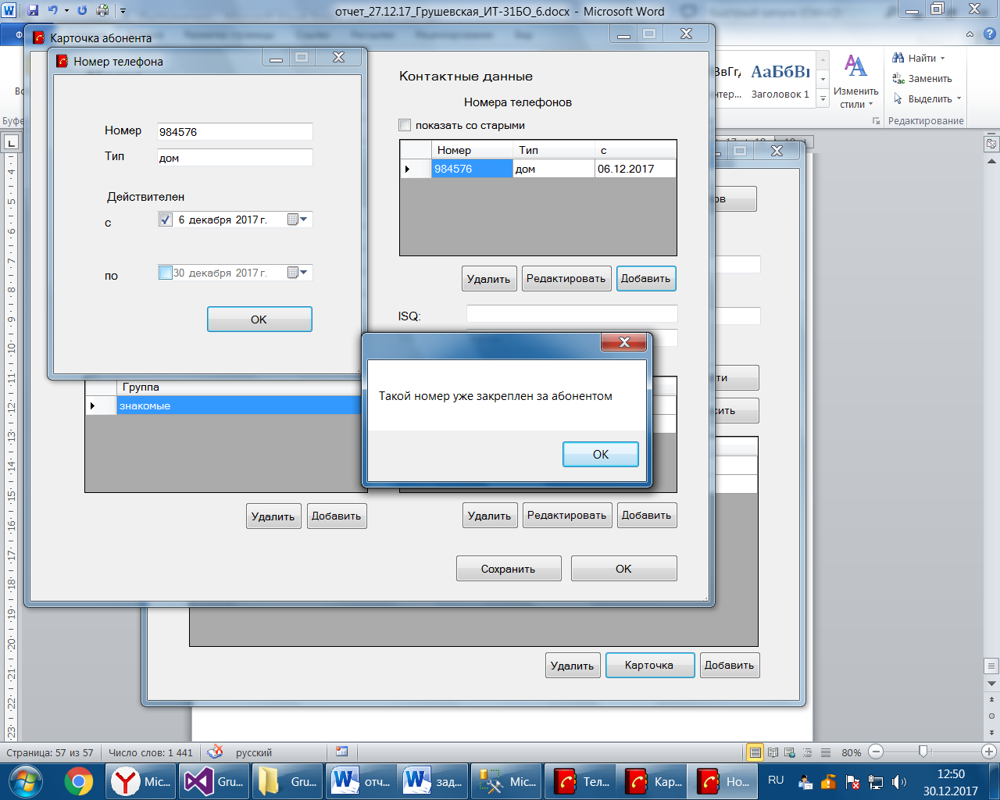 отчет_27.12.17_Грушевская_ИТ-31БО_6.docx - Microsoft Word
Карточка абонента
Номер телефона
Номер
984576
Тип
дом
Действителен
с
6 декабря 2017 г.
по
30 декабря 2017 г.
OK
Контактные данные
Номера телефонов
показать со старыми
Номер Тип с
984576 дом 06.12.2017
Удалить Редактировать Добавить
ISQ:
Такой номер уже закреплен за абонентом
OK
Группа
знакомые
Удалить Добавить
Удалить Редактировать Добавить
Сохранить OK
Удалить Карточка Добавить
АаБбВ
Заголовок 1
Изменить
стили
Найти
Заменить
Выделить
Редактирование
Страница: 57 из 57
Число слов: 1 441
русский
80%
Mic...
Gru...
Gru...
отч...
зад...
Mic...
Тел...
Кар...
Но...
RU
12:50
30.12.2017